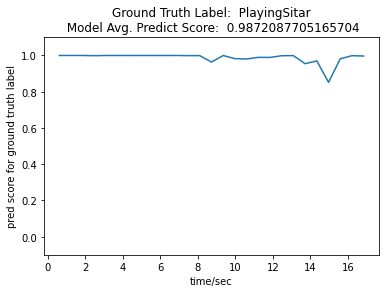 Ground Truth Label:  PlayingSitar
Model Avg. Predict Score:  0.9872087705165704
pred score for ground truth label
1.0
0.8
0.6
0.4
0.2
0.0
0 2 4 6 8 10 12 14 16
time/sec